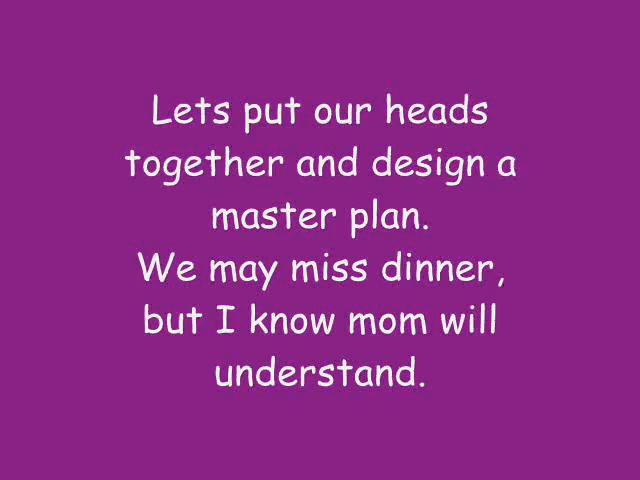 Lets put our heads
together and design a
master plan.
We may miss dinner,
but I know mom will
understand.